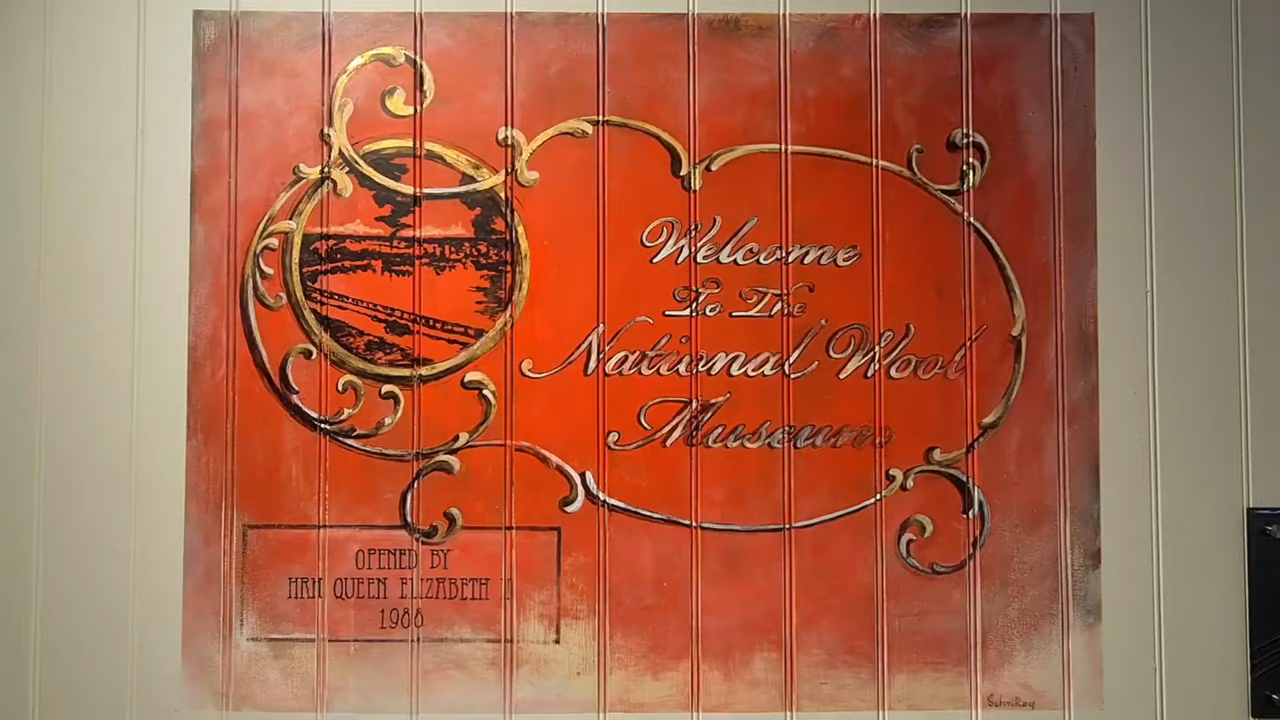 Welcome
To The
National Wool
Museum
OPENED BY
HRH QUEEN ELIZABETH II
1988